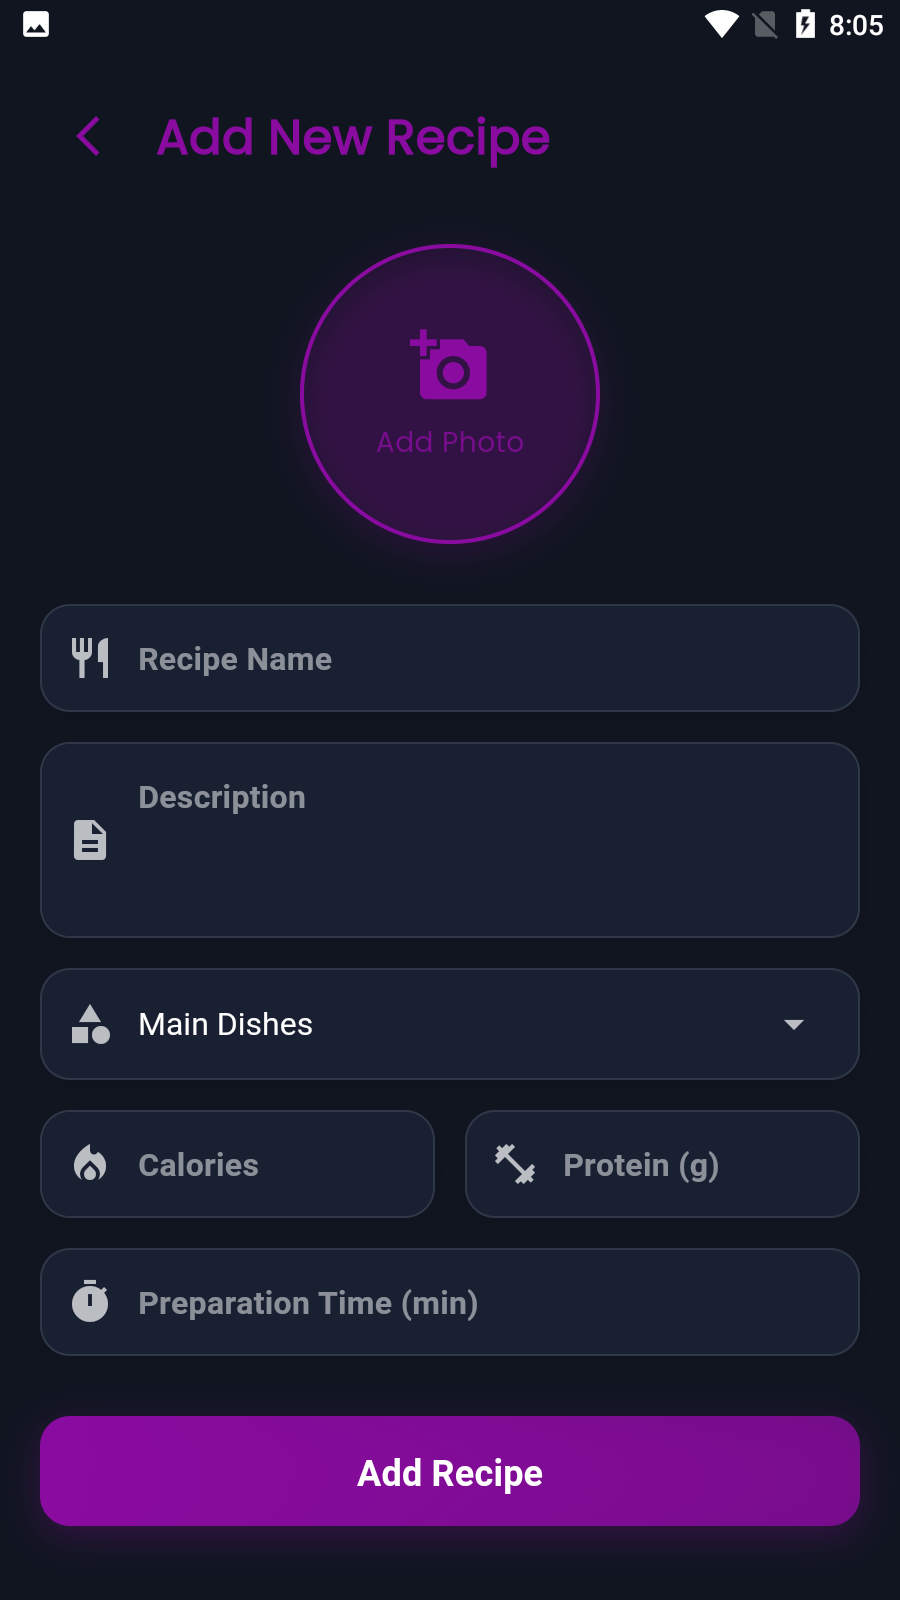 8:05
Add New Recipe
Add Photo
Recipe Name
Description
Main Dishes
Calories
Protein (g)
Preparation Time (min)
Add Recipe